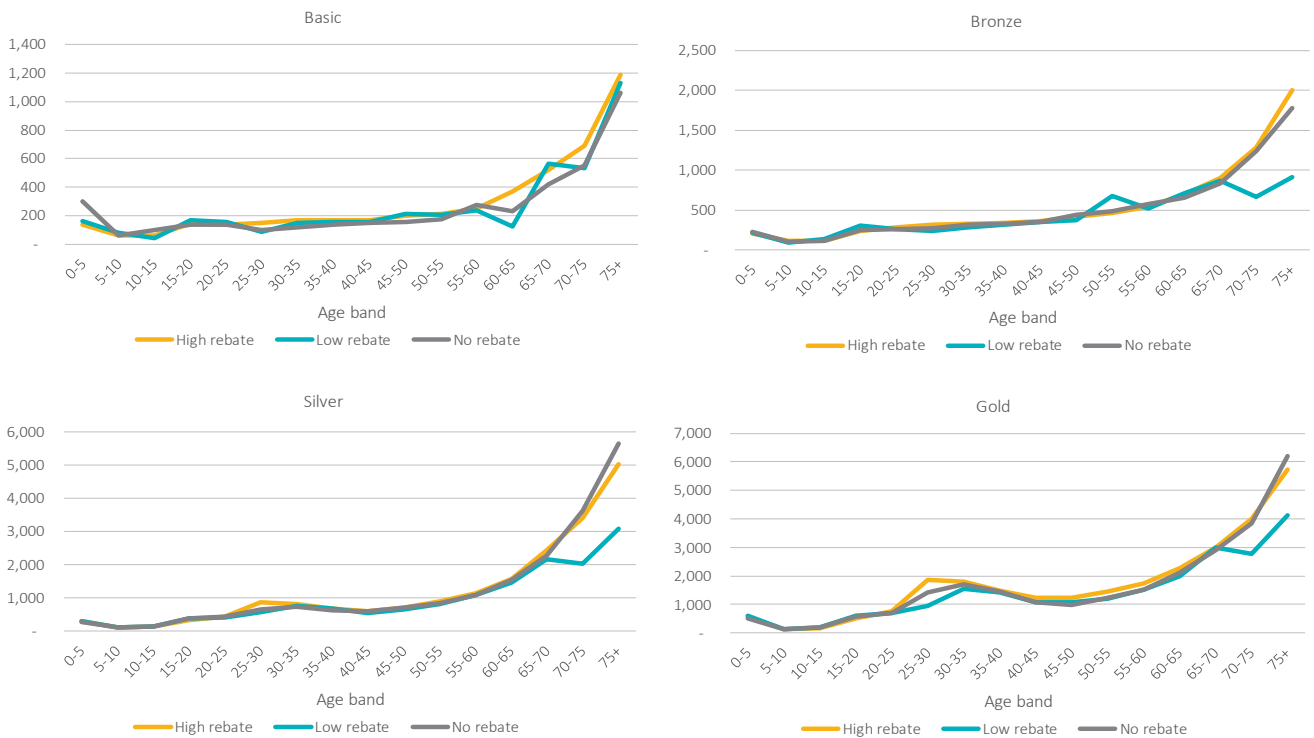 Basic
1,400
1,200
1,000
800
600
400
200
-
0-5 5-10 10-15 15-20 20-25 25-30 30-35 35-40 40-45 45-50 50-55 55-60 60-65 65-70 70-75 75+
Age band
High rebate Low rebate No rebate
Bronze
2,500
2,000
1,500
1,000
500
-
0-5 5-10 10-15 15-20 20-25 25-30 30-35 35-40 40-45 45-50 50-55 55-60 60-65 65-70 70-75 75+
Age band
High rebate Low rebate No rebate
Silver
6,000
5,000
4,000
3,000
2,000
1,000
-
0-5 5-10 10-15 15-20 20-25 25-30 30-35 35-40 40-45 45-50 50-55 55-60 60-65 65-70 70-75 75+
Age band
High rebate Low rebate No rebate
Gold
7,000
6,000
5,000
4,000
3,000
2,000
1,000
-
0-5 5-10 10-15 15-20 20-25 25-30 30-35 35-40 40-45 45-50 50-55 55-60 60-65 65-70 70-75 75+
Age band
High rebate Low rebate No rebate